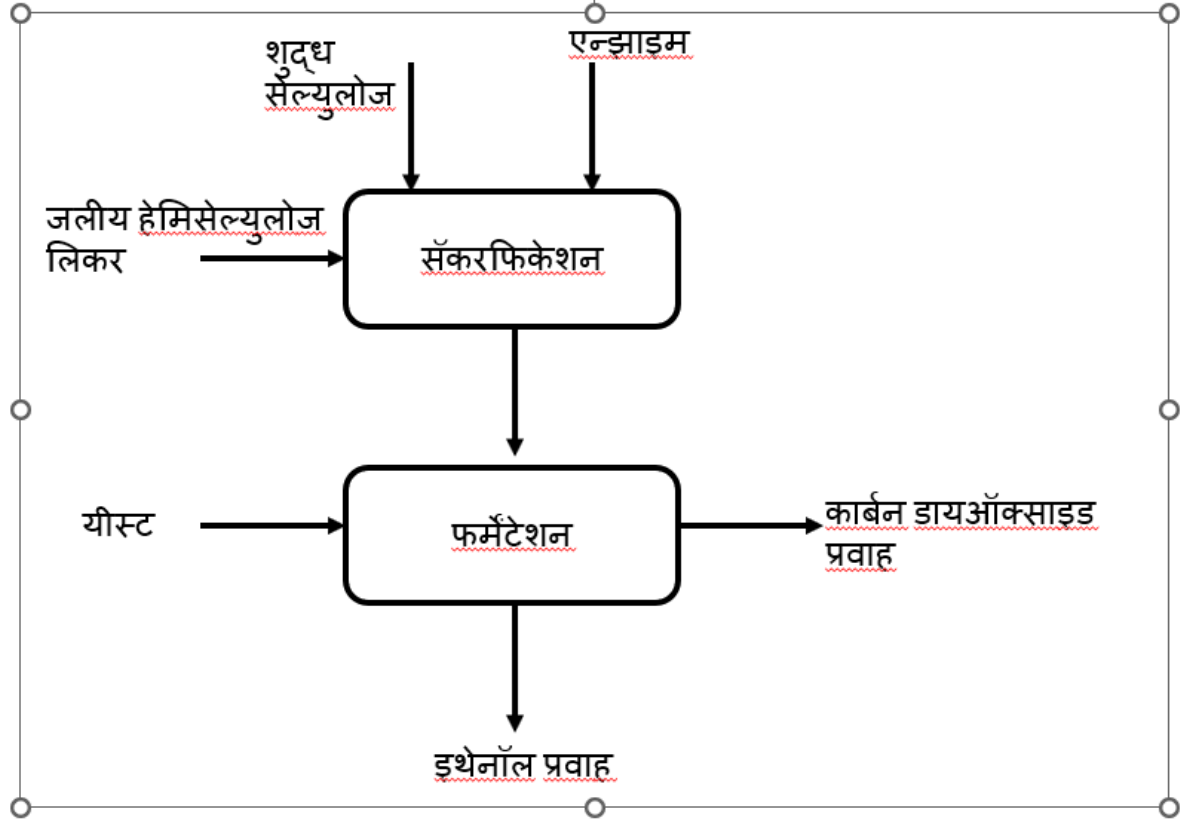 शुद्ध
सेल्युलोज
एन्झाइम
जलीय हेमिसेल्युलोज
लिकर
सॅकरफिकेशन
यीस्ट
फर्मेंटेशन
कार्बन डायऑक्साइड
प्रवाह
इथेनॉल प्रवाह